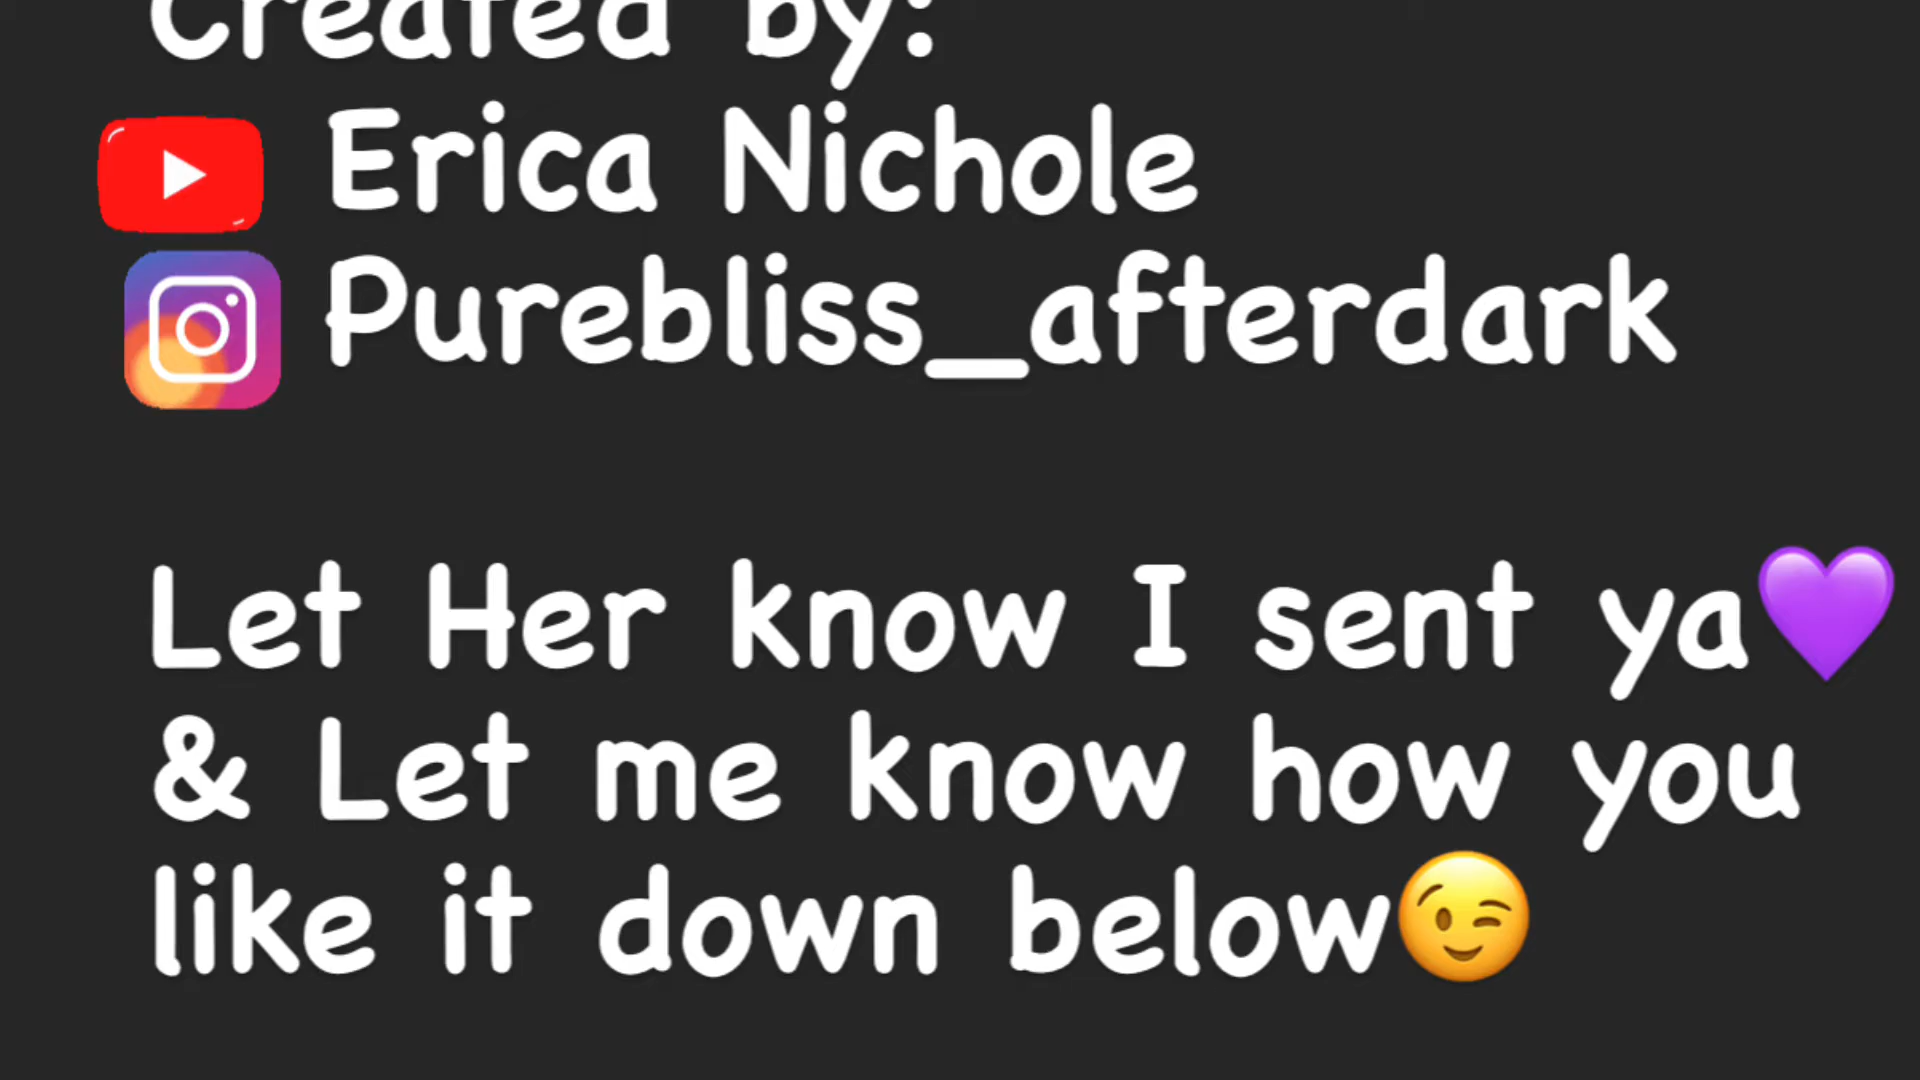 Created by:
Erica Nichole
Purebliss_afterdark
Let Her know I sent ya💜
& Let me know how you
like it down below😉